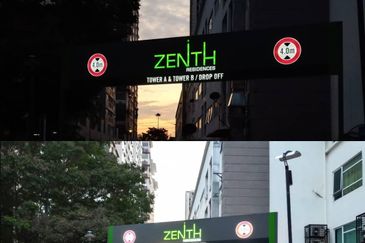 ZENITH
RESIDENCES
4.0m
4.0m
TOWER A & TOWER B / DROP OFF
ZENITH